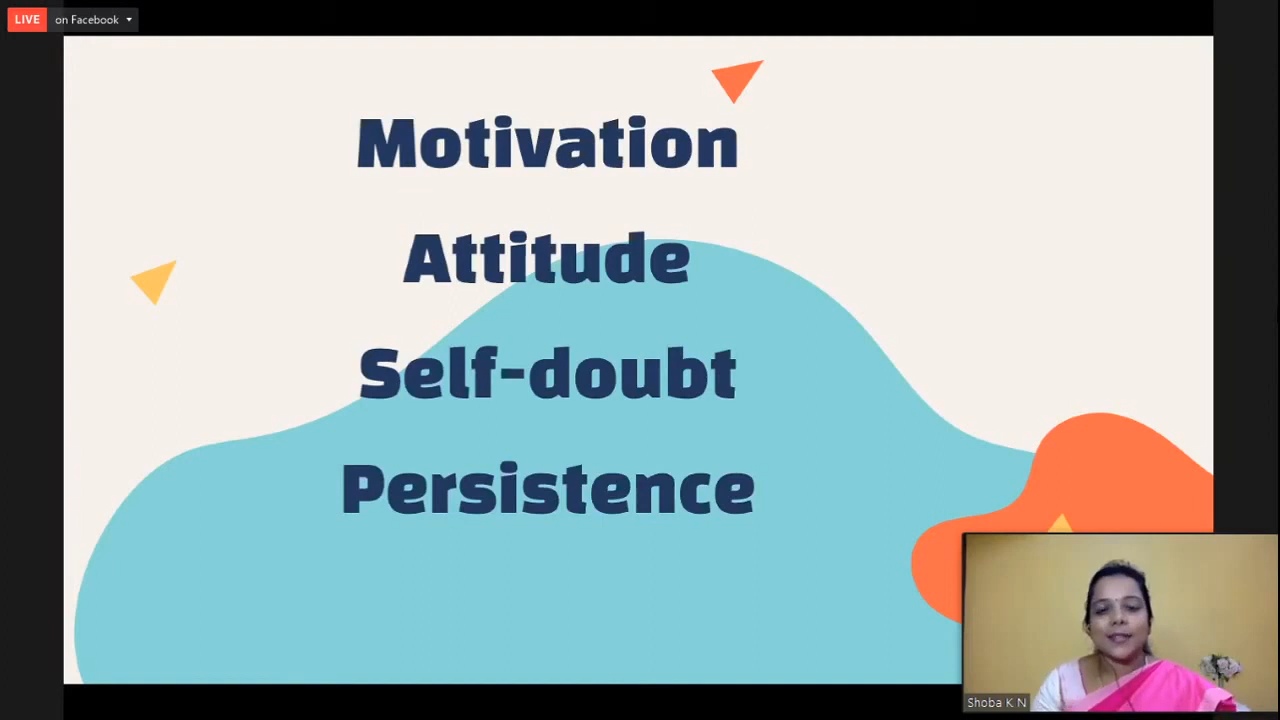 LIVE on Facebook
Motivation
Attitude
Self-doubt
Persistence
Shoba K N